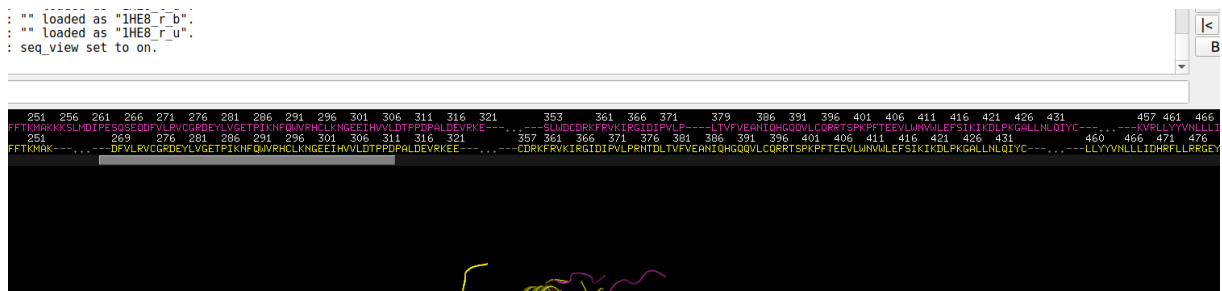 : "" loaded as "1HE8_r_b".
: "" loaded as "1HE8_r_u".
: seq_view set to on.
|<
B
251 256 261 266 271 276 281 286 291 296 301 306 311 316 321 353 361 366 371 379 386 391 396 401 406 411 416 421 426 431 457 461 466
FFTKMAKKKSLMDIPESQSEQDFVLRVCGRDEYLVGETPIKNFQWVRHCLKNGEEIHVVLDTPPDPALDEVRKE---...---SLWDCDRKFRVKIRGIDIPVLP----LTVFVEANIQHGQQVLCQRRTSPKPFTEEVLWNVWLEFSIKIKDLPKGALLNLQIYC---...----KVRLLYYVNLLLI
251 269 276 281 286 291 296 301 306 311 316 321 357 361 366 371 376 381 386 391 396 401 406 411 416 421 426 431 460 466 471 476
FFTKMAK---...---DFVLRVCGRDEYLVGETPIKNFQWVRHCLKNGEEIHVVLDTPPDPALDEVRKEE---...---CDRKFRVKIRGIDIPVLPRNTDLTVFVEANIQHGQQVLCQRRTSPKPFTEEVLWNVWLEFSIKIKDLPKGALLNLQIYC---...---LLYYVNLLLIDHRFLLRRGEY